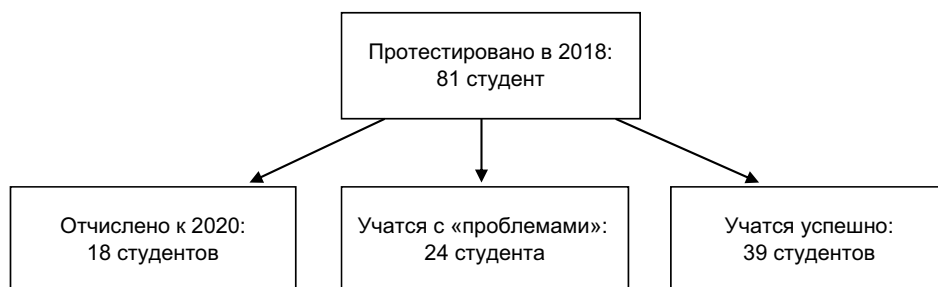 Протестировано в 2018:
81 студент
Отчислено к 2020:
18 студентов
Учатся с «проблемами»:
24 студента
Учатся успешно:
39 студентов